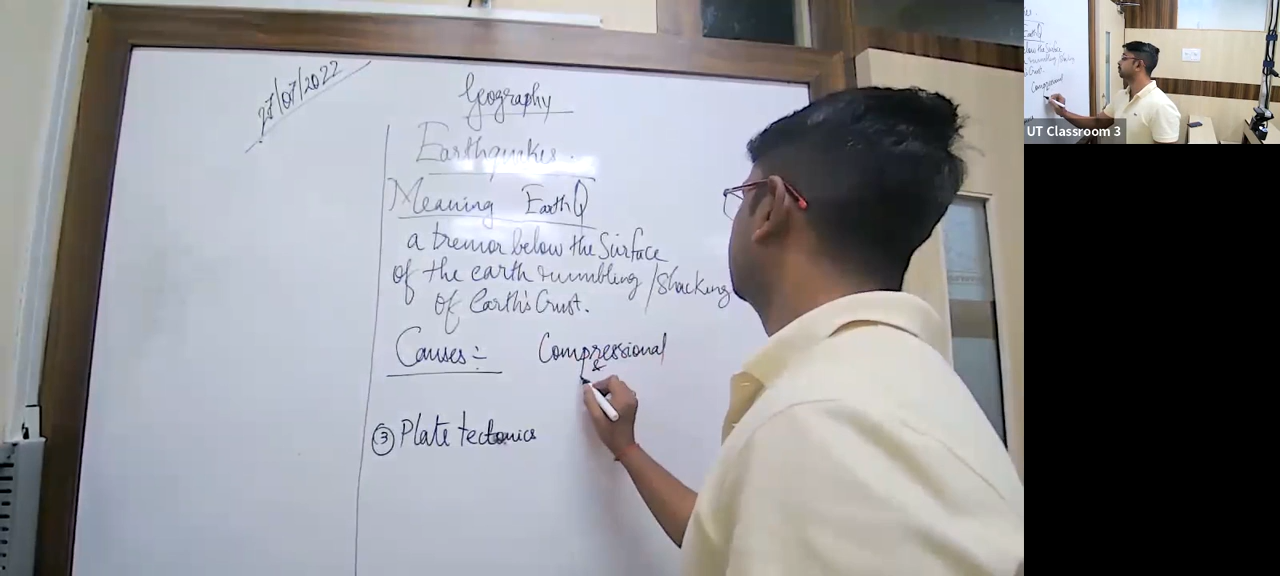 27/07/2022
Geography
Earthquakes.
Meaning EarthQ
a tremor below the Surface
of the earth rumbling / Shacking
of Earth's Crust.
Causes :- Compressional
&
③ Plate tectonics
UT Classroom 3